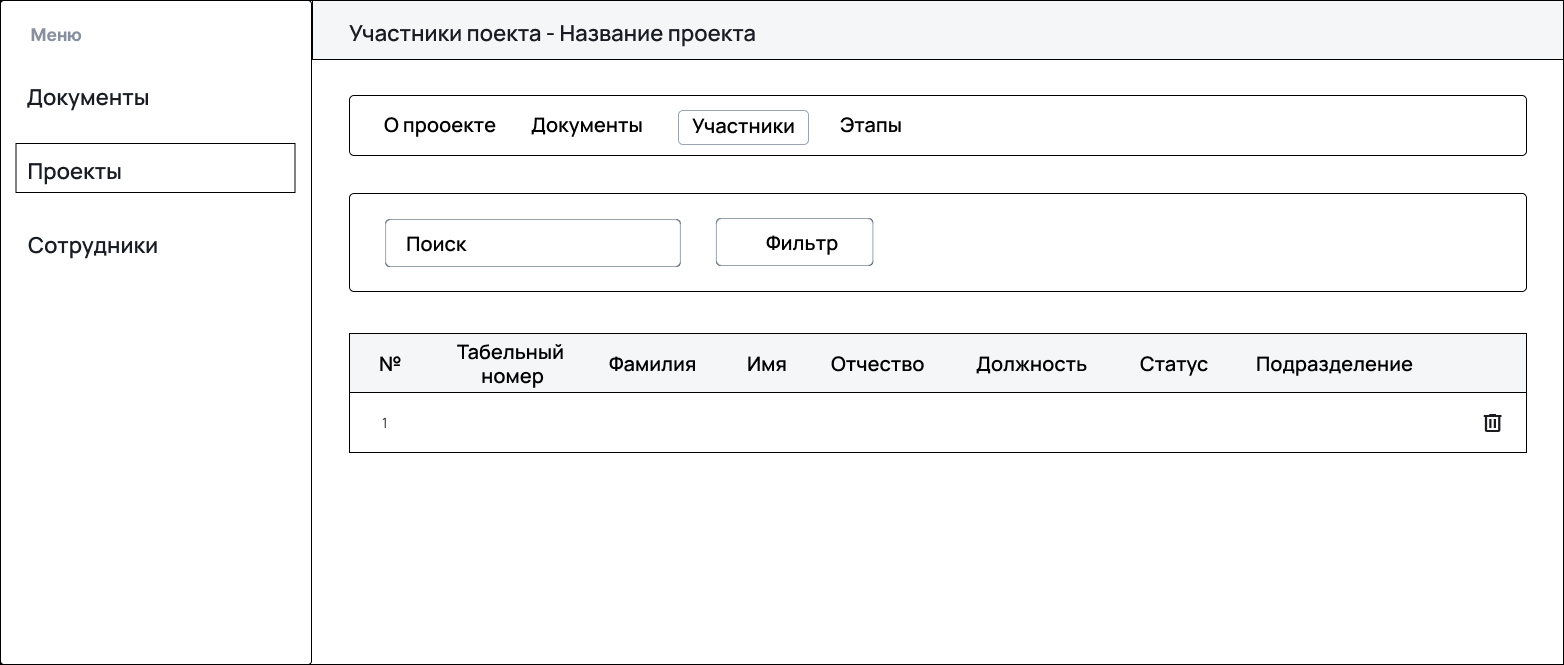 Меню
Документы
Проекты
Сотрудники
Участники поекта - Название проекта
О прооекте Документы Участники Этапы
Поиск Фильтр
№ Табельный номер Фамилия Имя Отчество Должность Статус Подразделение
1